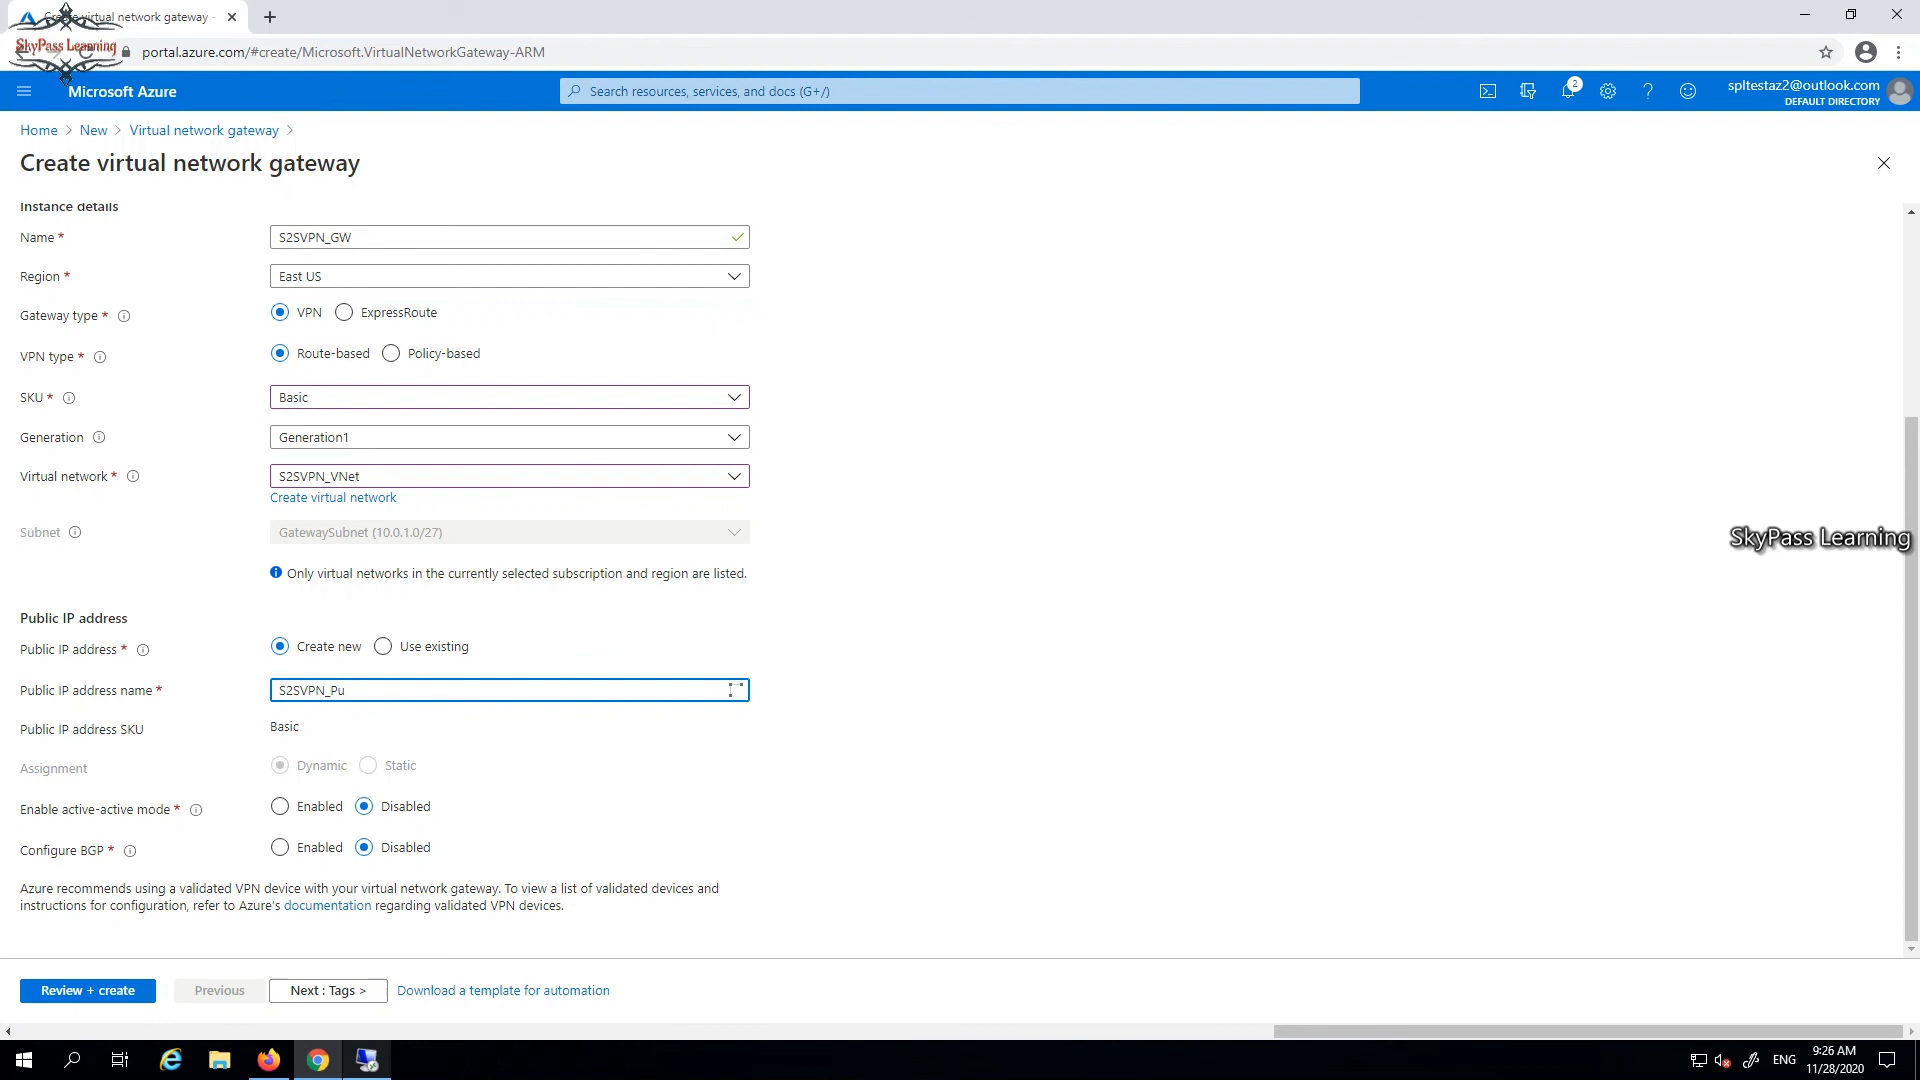 Create virtual network gateway -
SkyPass Learning
portal.azure.com/#create/Microsoft.VirtualNetworkGateway-ARM
Microsoft Azure
Search resources, services, and docs (G+/)
2
spltestaz2@outlook.com
DEFAULT DIRECTORY
Home > New > Virtual network gateway >
Create virtual network gateway
Instance details
Name * S2SVPN_GW
Region * East US
Gateway type * VPN ExpressRoute
VPN type * Route-based Policy-based
SKU * Basic
Generation Generation1
Virtual network * S2SVPN_VNet
Create virtual network
Subnet GatewaySubnet (10.0.1.0/27)
SkyPass Learning
Only virtual networks in the currently selected subscription and region are listed.
Public IP address
Public IP address * Create new Use existing
Public IP address name * S2SVPN_Pu
Public IP address SKU Basic
Assignment Dynamic Static
Enable active-active mode * Enabled Disabled
Configure BGP * Enabled Disabled
Azure recommends using a validated VPN device with your virtual network gateway. To view a list of validated devices and
instructions for configuration, refer to Azure's documentation regarding validated VPN devices.
Review + create Previous Next : Tags > Download a template for automation
ENG
9:26 AM
11/28/2020